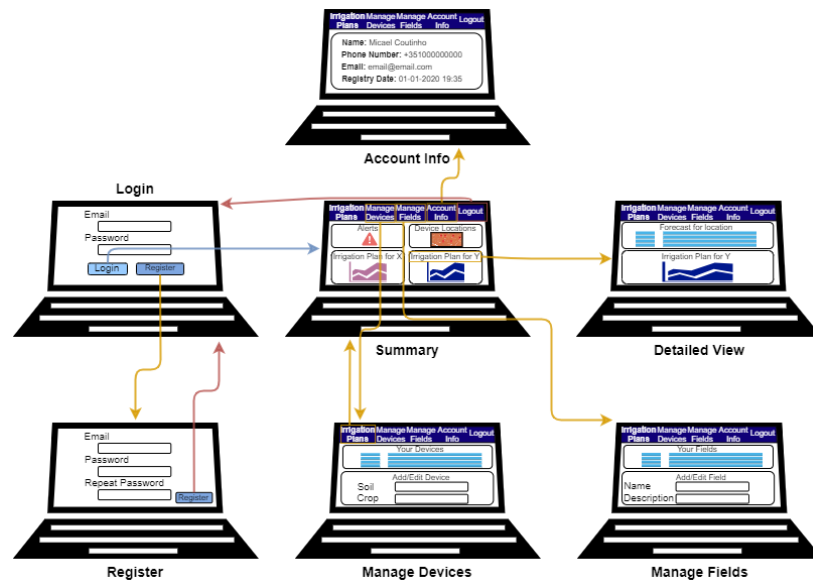 Irrigation Manage Manage Account Logout
Plans Devices Fields Info
Name: Micael Coutinho
Phone Number: +351000000000
Email: email@email.com
Registry Date: 01-01-2020 19:35
Account Info
Login
Email
Password
Login Register
Irrigation Manage Manage Account Logout
Plans Devices Fields Info
Alerts Device Locations
Irrigation Plan for X Irrigation Plan for Y
Summary
Irrigation Manage Manage Account Logout
Plans Devices Fields Info
Forecast for location
Irrigation Plan for Y
Detailed View
Email
Password
Repeat Password
Register
Register
Irrigation Manage Manage Account Logout
Plans Devices Fields Info
Your Devices
Add/Edit Device
Soil
Crop
Manage Devices
Irrigation Manage Manage Account Logout
Plans Devices Fields Info
Your Fields
Add/Edit Field
Name
Description
Manage Fields